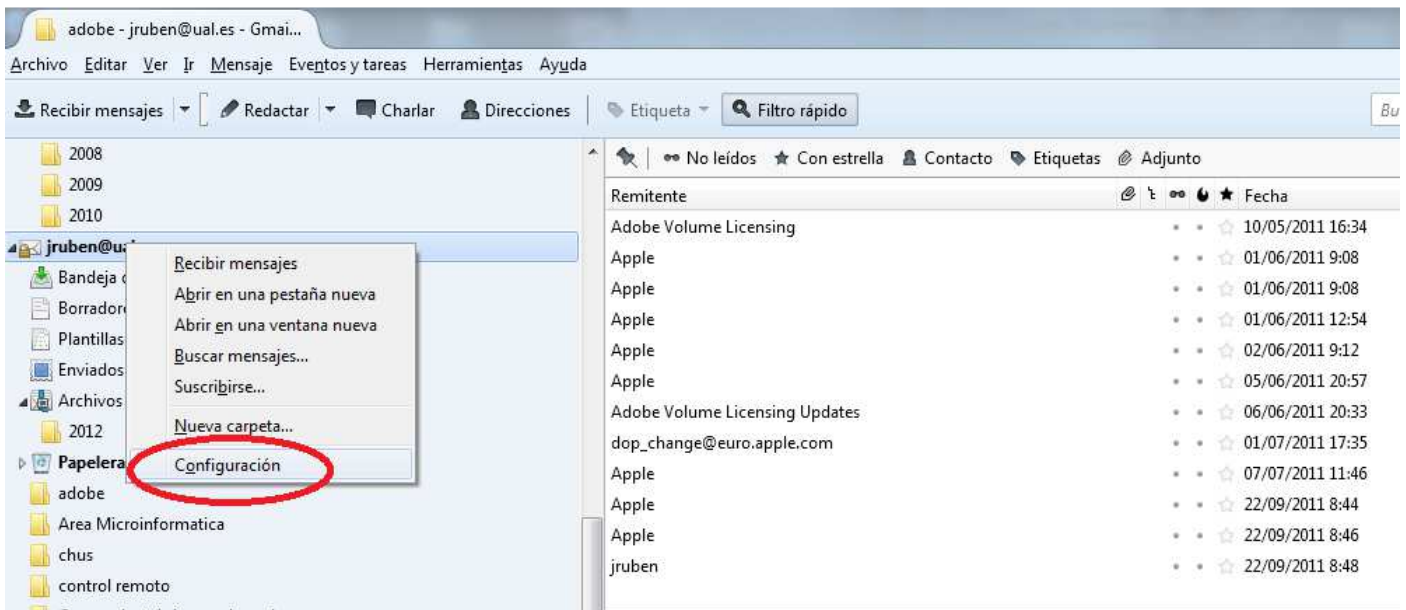 adobe - jruben@ual.es - Gmai...
Archivo Editar Ver Ir Mensaje Eventos y tareas Herramientas Ayuda
Recibir mensajes Redactar Charlar Direcciones Etiqueta Filtro rápido Bu
2008
2009
2010
jruben@ua
Bandeja
Borrador
Plantillas
Enviados
Archivos
2012
Papelera
adobe
Area Microinformatica
chus
control remoto
Recibir mensajes
Abrir en una pestaña nueva
Abrir en una ventana nueva
Buscar mensajes...
Suscribirse...
Nueva carpeta...
Configuración
No leídos Con estrella Contacto Etiquetas Adjunto
Remitente Fecha
Adobe Volume Licensing 10/05/2011 16:34
Apple 01/06/2011 9:08
Apple 01/06/2011 9:08
Apple 01/06/2011 12:54
Apple 02/06/2011 9:12
Apple 05/06/2011 20:57
Adobe Volume Licensing Updates 06/06/2011 20:33
dop_change@euro.apple.com 01/07/2011 17:35
Apple 07/07/2011 11:46
Apple 22/09/2011 8:44
Apple 22/09/2011 8:46
jruben 22/09/2011 8:48